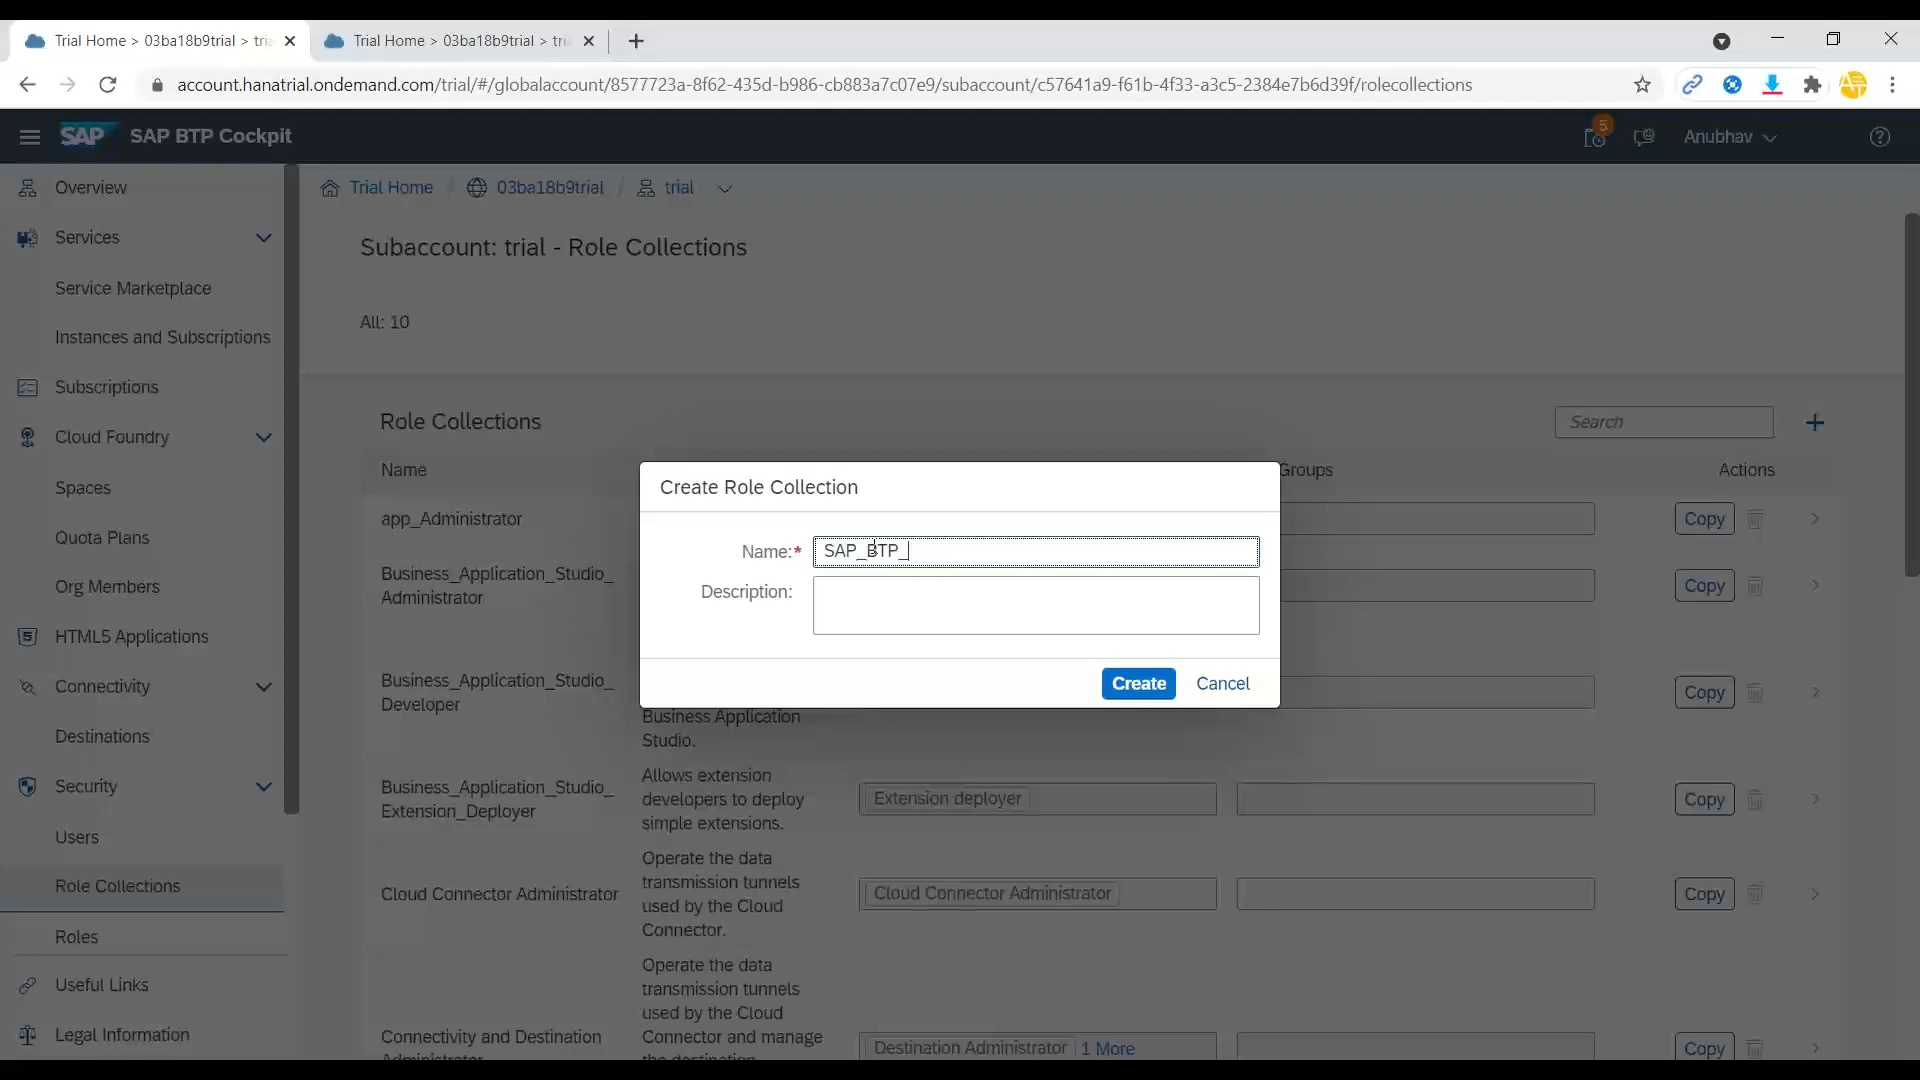 Trial Home > 03ba18b9trial > tria
Trial Home > 03ba18b9trial > tri
account.hanatrial.ondemand.com/trial/#/globalaccount/8577723a-8f62-435d-b986-cb883a7c07e9/subaccount/c57641a9-f61b-4f33-a3c5-2384e7b6d39f/rolecollections
SAP SAP BTP Cockpit
5
Anubhav
Overview
Services
Service Marketplace
Instances and Subscriptions
Subscriptions
Cloud Foundry
Spaces
Quota Plans
Org Members
HTML5 Applications
Connectivity
Destinations
Security
Users
Role Collections
Roles
Useful Links
Legal Information
Trial Home / 03ba18b9trial / trial
Subaccount: trial - Role Collections
All: 10
Role Collections
Search
Name
Groups
Actions
app_Administrator
Copy
Business_Application_Studio_
Administrator
Copy
Business_Application_Studio_
Developer
Business Application
Studio.
Copy
Business_Application_Studio_
Extension_Deployer
Allows extension
developers to deploy
simple extensions.
Extension deployer
Copy
Cloud Connector Administrator
Operate the data
transmission tunnels
used by the Cloud
Connector.
Cloud Connector Administrator
Copy
Connectivity and Destination
Administrator
Operate the data
transmission tunnels
used by the Cloud
Connector and manage
the destination
Destination Administrator
1 More
Copy
Create Role Collection
Name:*
SAP_BTP_
Description:
Create
Cancel